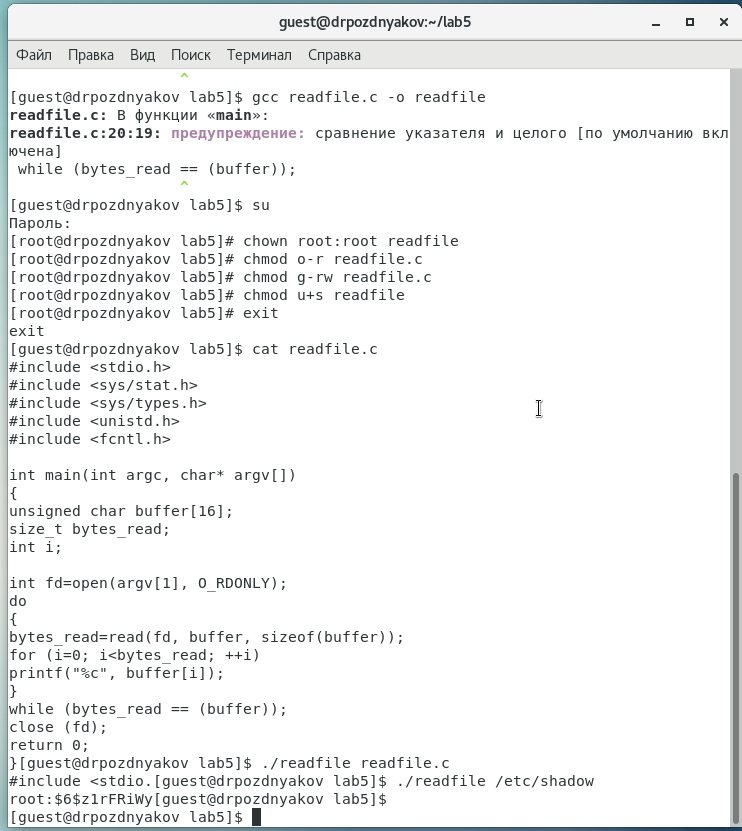 guest@drpozdnyakov:~/lab5
Файл Правка Вид Поиск Терминал Справка
^
[guest@drpozdnyakov lab5]$ gcc readfile.c -o readfile
readfile.c: В функции «main»:
readfile.c:20:19: предупреждение: сравнение указателя и целого [по умолчанию вкл
ючена]
 while (bytes_read == (buffer));
^
[guest@drpozdnyakov lab5]$ su
Пароль:
[root@drpozdnyakov lab5]# chown root:root readfile
[root@drpozdnyakov lab5]# chmod o-r readfile.c
[root@drpozdnyakov lab5]# chmod g-rw readfile.c
[root@drpozdnyakov lab5]# chmod u+s readfile
[root@drpozdnyakov lab5]# exit
exit
[guest@drpozdnyakov lab5]$ cat readfile.c
#include <stdio.h>
#include <sys/stat.h>
#include <sys/types.h>
#include <unistd.h>
#include <fcntl.h>
int main(int argc, char* argv[])
{
unsigned char buffer[16];
size_t bytes_read;
int i;
int fd=open(argv[1], O_RDONLY);
do
{
bytes_read=read(fd, buffer, sizeof(buffer));
for (i=0; i<bytes_read; ++i)
printf("%c", buffer[i]);
}
while (bytes_read == (buffer));
close (fd);
return 0;
}[guest@drpozdnyakov lab5]$ ./readfile readfile.c
#include <stdio.[guest@drpozdnyakov lab5]$ ./readfile /etc/shadow
root:$6$z1rFRiWy[guest@drpozdnyakov lab5]$
[guest@drpozdnyakov lab5]$